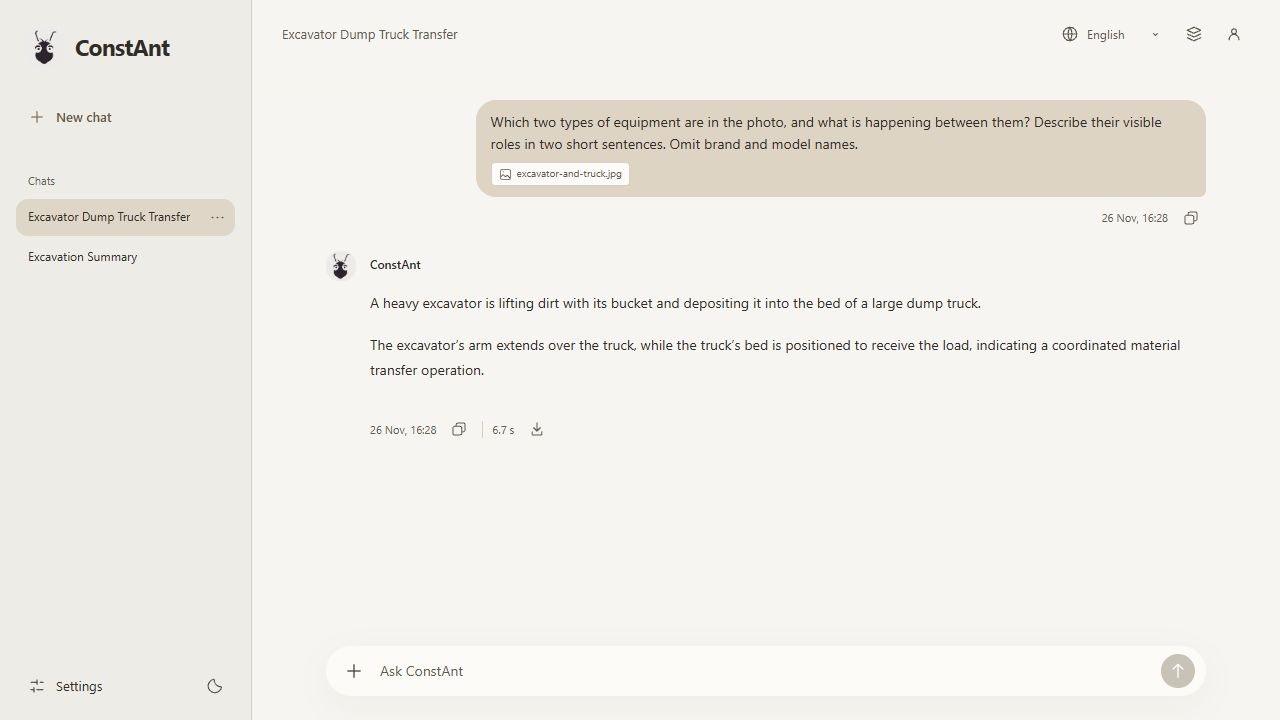 ConstAnt
New chat
Chats
Excavator Dump Truck Transfer
Excavation Summary
Settings
Excavator Dump Truck Transfer
English
Which two types of equipment are in the photo, and what is happening between them? Describe their visible
roles in two short sentences. Omit brand and model names.
excavator-and-truck.jpg
26 Nov, 16:28
ConstAnt
A heavy excavator is lifting dirt with its bucket and depositing it into the bed of a large dump truck.
The excavator’s arm extends over the truck, while the truck’s bed is positioned to receive the load, indicating a coordinated material
transfer operation.
26 Nov, 16:28
6.7 s
Ask ConstAnt